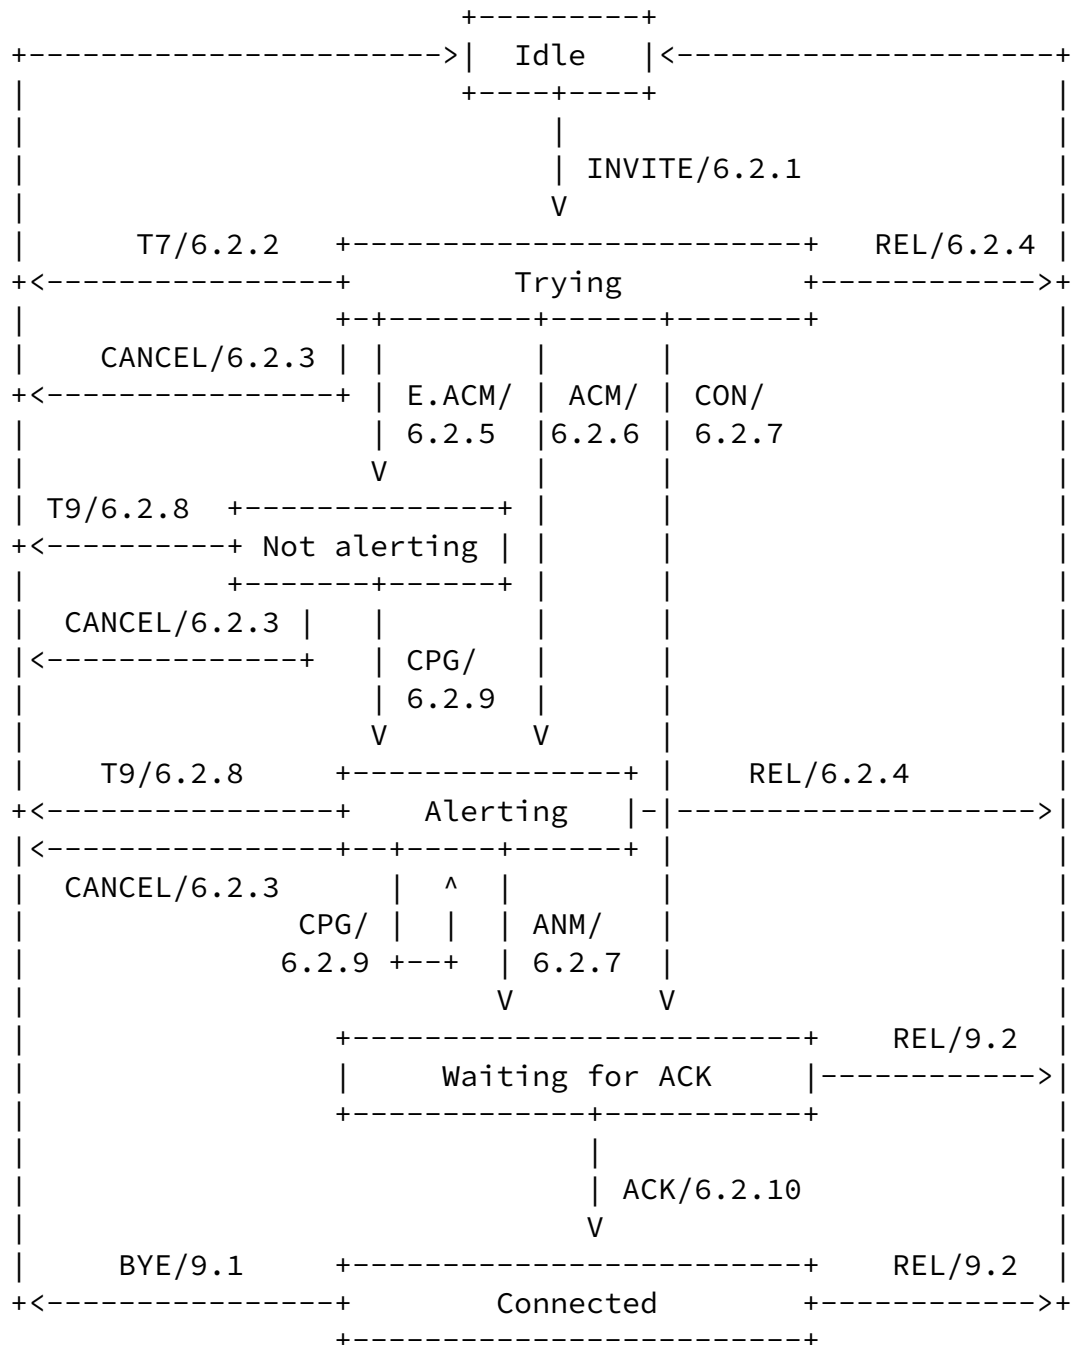 Idle
INVITE/6.2.1
T7/6.2.2 REL/6.2.4
Trying
CANCEL/6.2.3
E.ACM/ ACM/ CON/
6.2.5 6.2.6 6.2.7
T9/6.2.8
Not alerting
CANCEL/6.2.3
CPG/
6.2.9
T9/6.2.8 REL/6.2.4
Alerting
CANCEL/6.2.3
CPG/ ANM/
6.2.9 6.2.7
REL/9.2
Waiting for ACK
ACK/6.2.10
BYE/9.1 REL/9.2
Connected